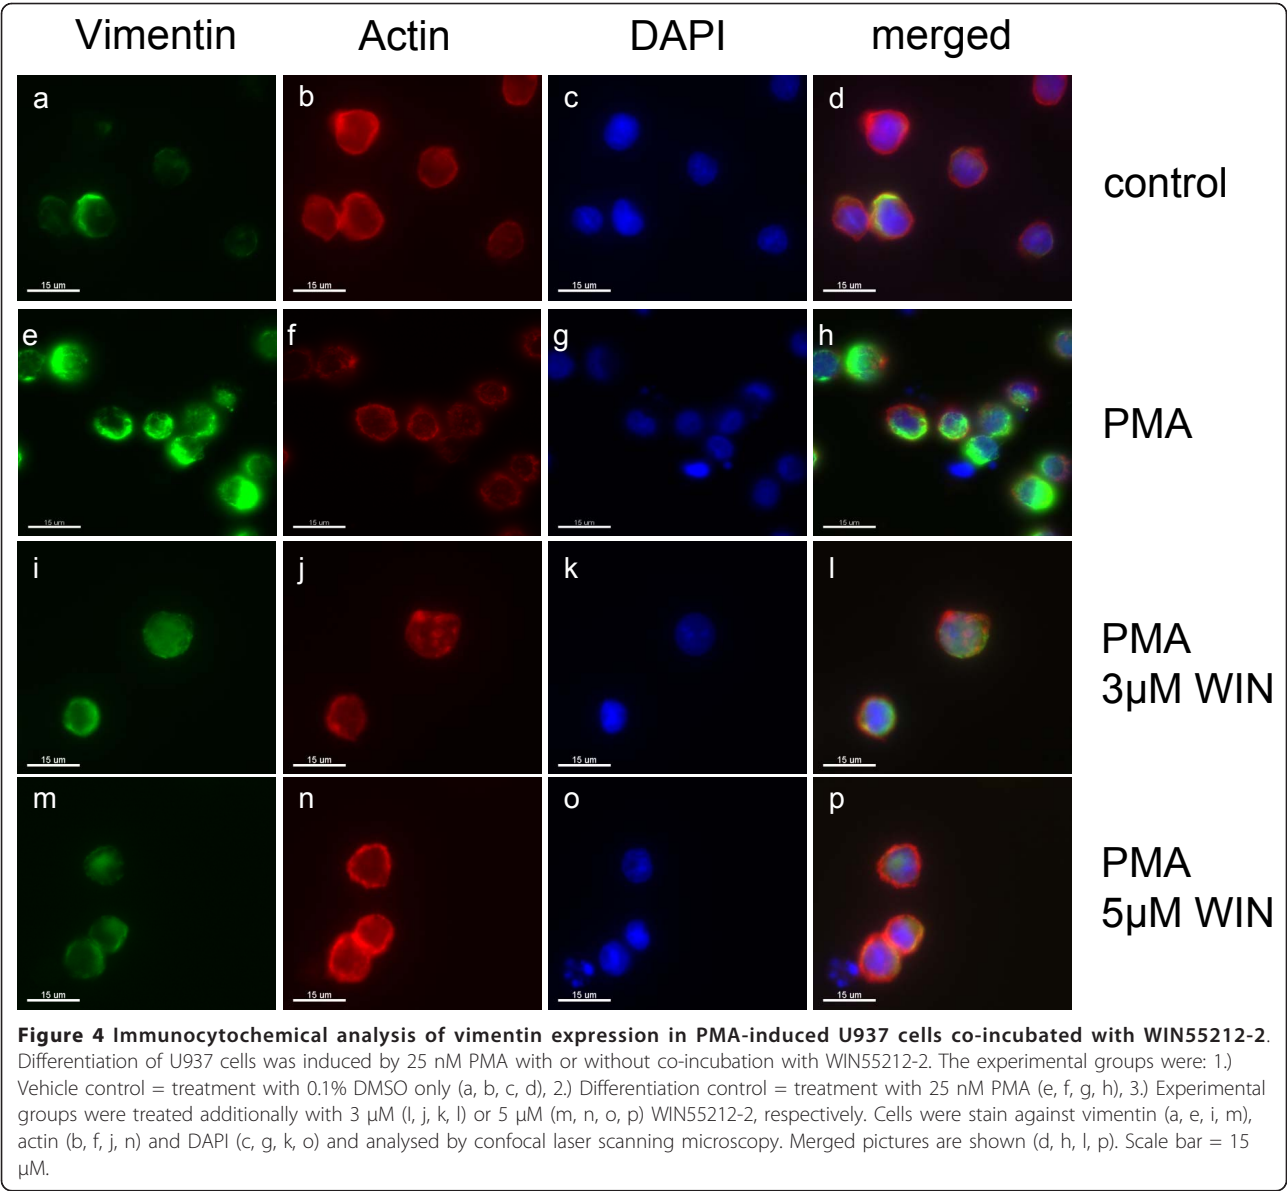 Vimentin Actin DAPI merged
a b c d
control
15 um 15 um 15 um 15 um
e f g h
PMA
15 um 15 um 15 um 15 um
i j k l
PMA
3µM WIN
15 um 15 um 15 um 15 um
m n o p
PMA
5µM WIN
15 um 15 um 15 um 15 um
Figure 4 Immunocytochemical analysis of vimentin expression in PMA-induced U937 cells co-incubated with WIN55212-2.
Differentiation of U937 cells was induced by 25 nM PMA with or without co-incubation with WIN55212-2. The experimental groups were: 1.)
Vehicle control = treatment with 0.1% DMSO only (a, b, c, d), 2.) Differentiation control = treatment with 25 nM PMA (e, f, g, h), 3.) Experimental
groups were treated additionally with 3 µM (I, j, k, l) or 5 µM (m, n, o, p) WIN55212-2, respectively. Cells were stain against vimentin (a, e, i, m),
actin (b, f, j, n) and DAPI (c, g, k, o) and analysed by confocal laser scanning microscopy. Merged pictures are shown (d, h, l, p). Scale bar = 15
µM.